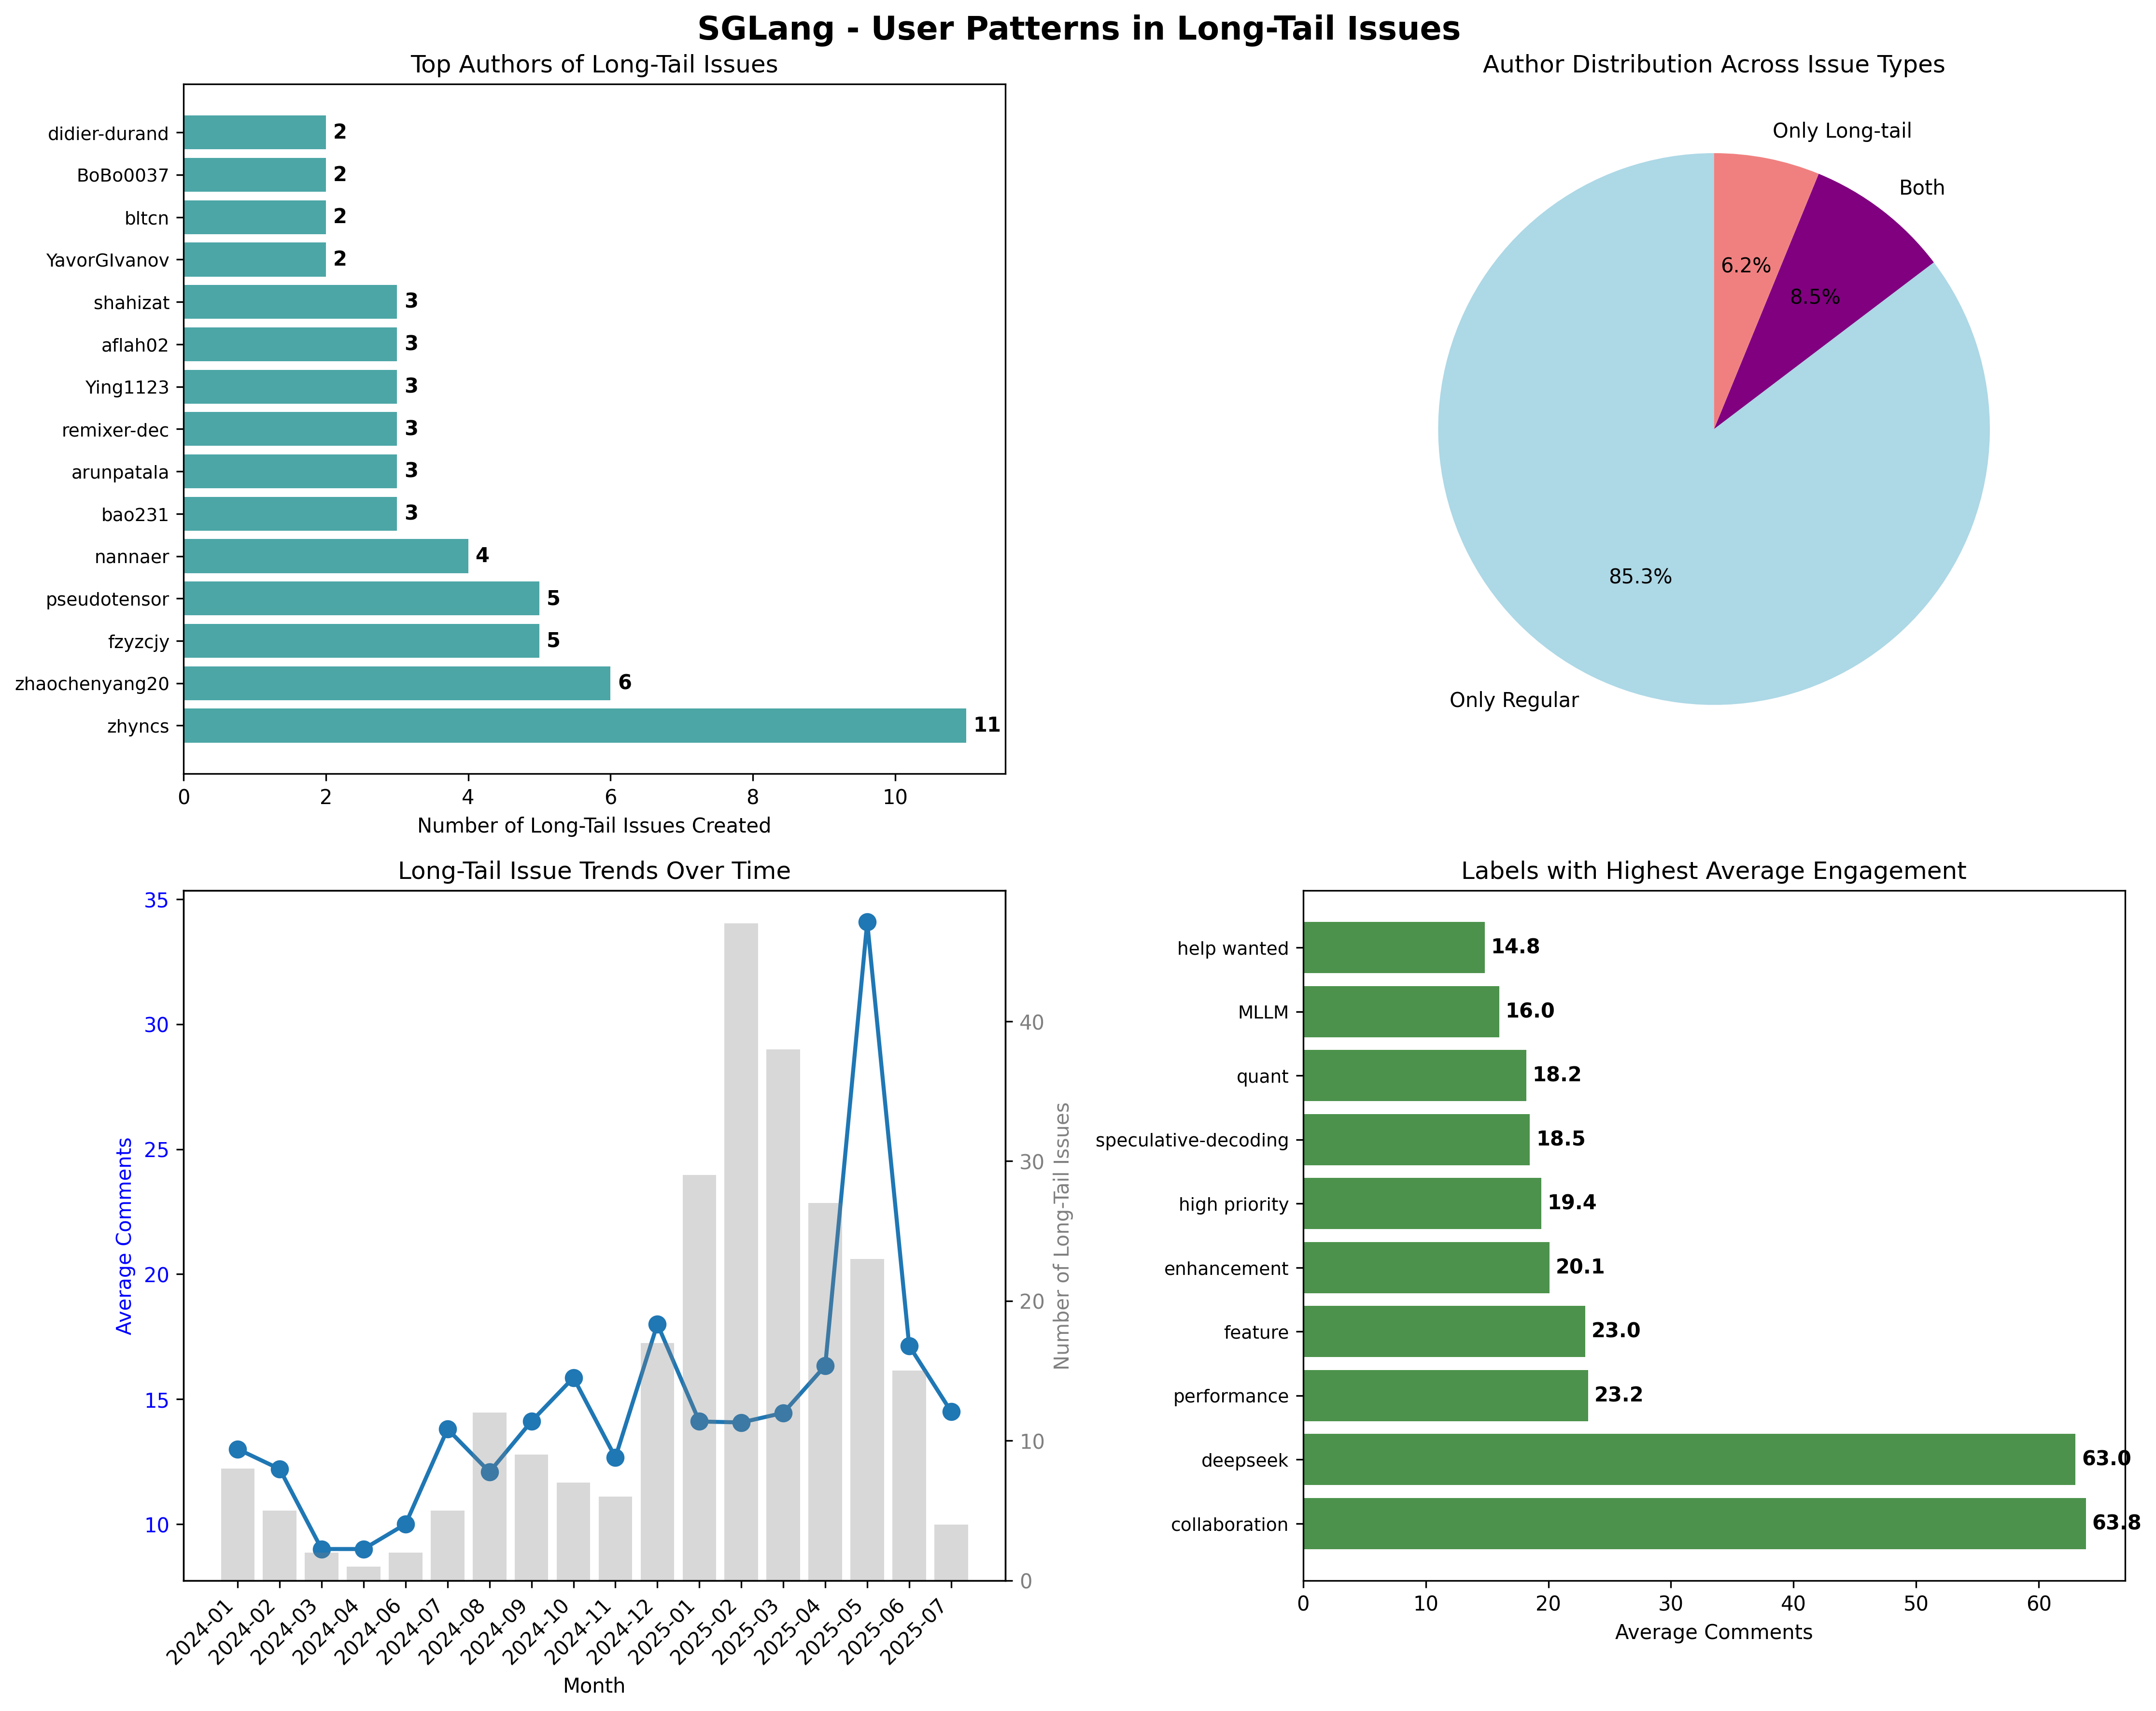 SGLang - User Patterns in Long-Tail Issues
Top Authors of Long-Tail Issues
didier-durand 2
BoBo0037 2
bltcn 2
YavorGIvanov 2
shahizat 3
aflah02 3
Ying1123 3
remixer-dec 3
arunpatala 3
bao231 3
nannaer 4
pseudotensor 5
fzyzcjy 5
zhaochenyang20 6
zhyncs 11
0 2 4 6 8 10
Number of Long-Tail Issues Created
Author Distribution Across Issue Types
Only Long-tail
Both
6.2%
8.5%
85.3%
Only Regular
Long-Tail Issue Trends Over Time
35
30
25
20
15
10
Average Comments
40
30
20
10
0
Number of Long-Tail Issues
2024-01 2024-02 2024-03 2024-04 2024-06 2024-07 2024-08 2024-09 2024-10 2024-11 2024-12 2025-01 2025-02 2025-03 2025-04 2025-05 2025-06 2025-07
Month
Labels with Highest Average Engagement
help wanted 14.8
MLLM 16.0
quant 18.2
speculative-decoding 18.5
high priority 19.4
enhancement 20.1
feature 23.0
performance 23.2
deepseek 63.0
collaboration 63.8
0 10 20 30 40 50 60
Average Comments